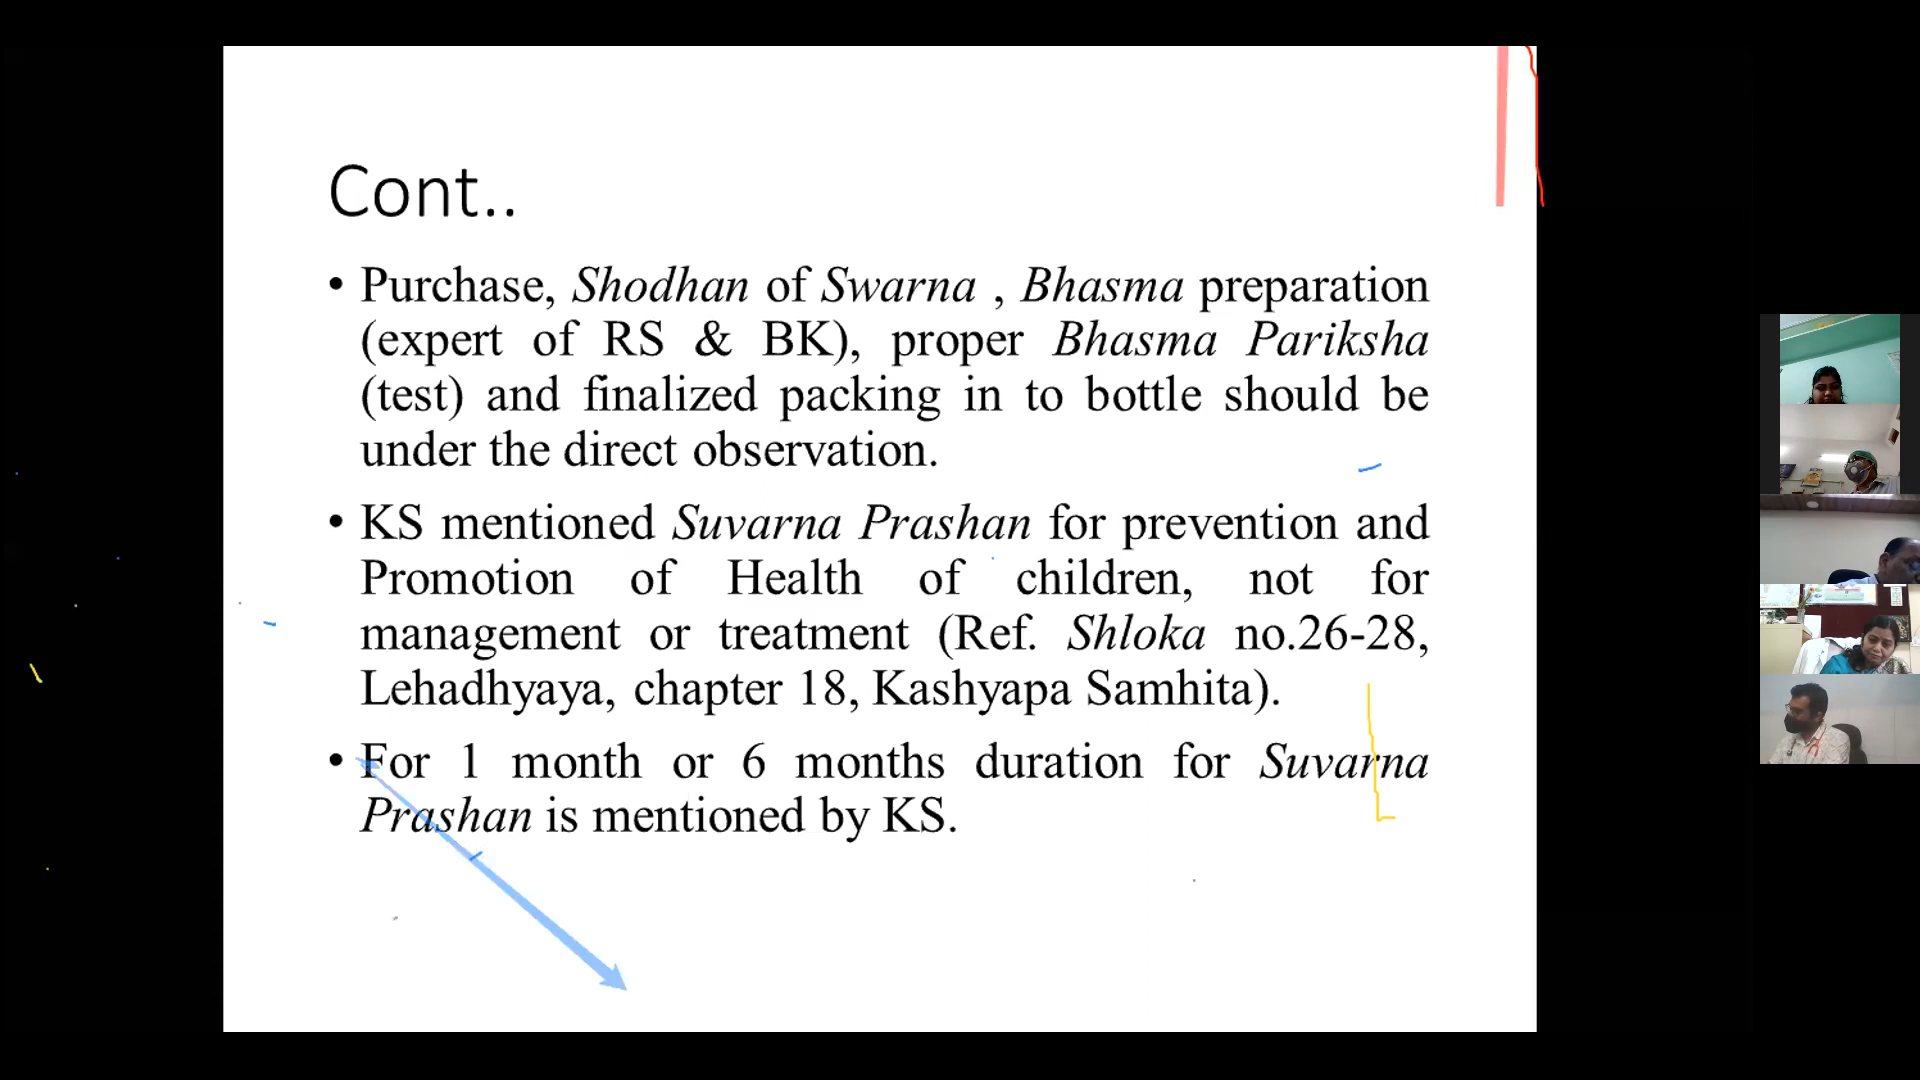 Cont..
• Purchase, Shodhan of Swarna , Bhasma preparation
(expert of RS & BK), proper Bhasma Pariksha
(test) and finalized packing in to bottle should be
under the direct observation.
• KS mentioned Suvarna Prashan for prevention and
Promotion of Health of children, not for
management or treatment (Ref. Shloka no.26-28,
Lehadhyaya, chapter 18, Kashyapa Samhita).
• For 1 month or 6 months duration for Suvarna
Prashan is mentioned by KS.